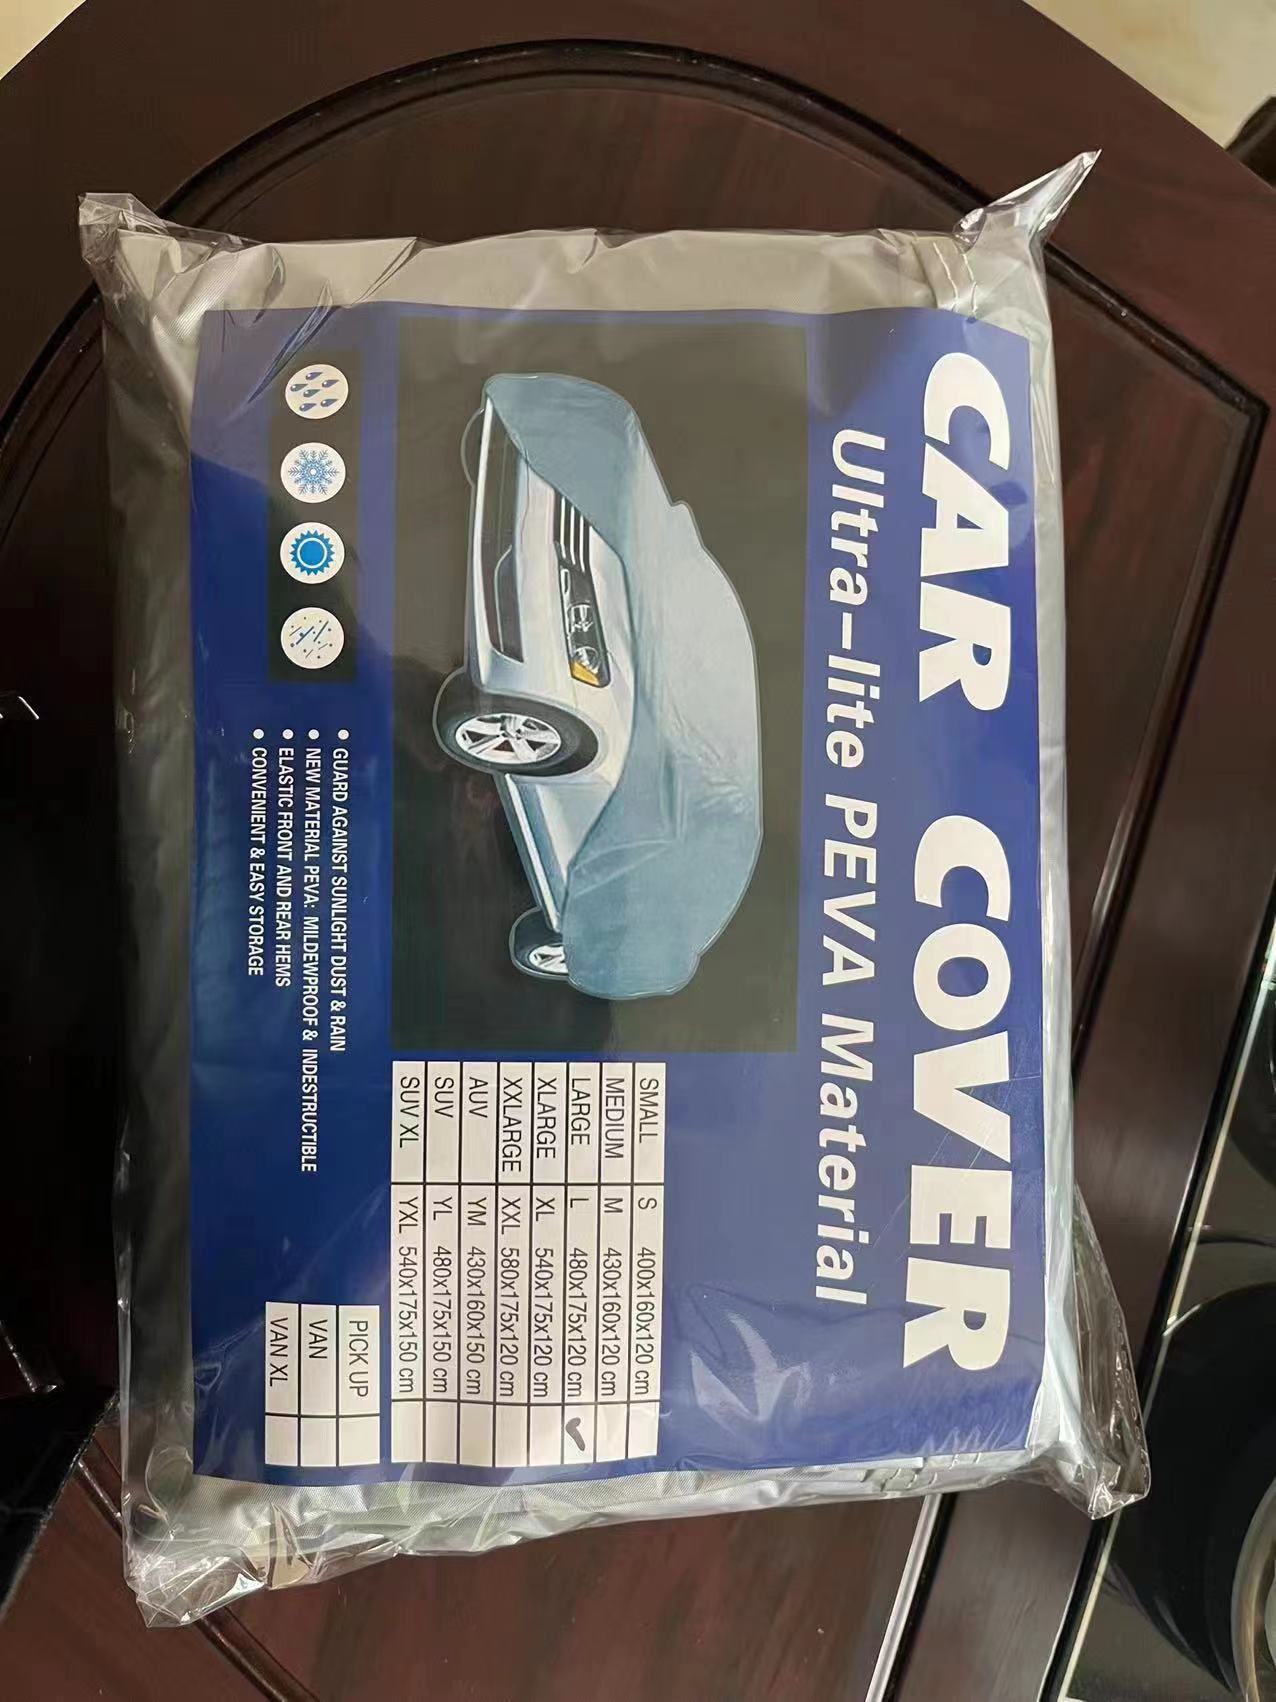 CAR COVER
Ultra-lite PEVA Material
SMALL S 400x160x120 cm
MEDIUM M 430x160x120 cm
LARGE L 480x175x120 cm
XLARGE XL 540x175x120 cm
XXLARGE XXL 580x175x120 cm
AUV YM 430x160x150 cm
SUV YL 480x175x150 cm
SUV XL YXL 540x175x150 cm
PICK UP
VAN
VAN XL
GUARD AGAINST SUNLIGHT DUST & RAIN
NEW MATERIAL PEVA: MILDEWPROOF & INDESTRUCTIBLE
ELASTIC FRONT AND REAR HEMS
CONVENIENT & EASY STORAGE